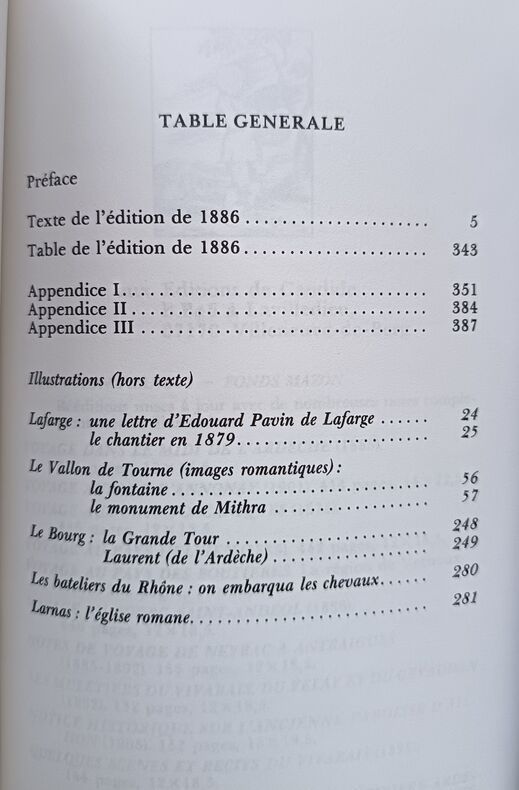 TABLE GENERALE
Préface
Texte de l'édition de 1886 ..................... 5
Table de l'édition de 1886 ..................... 343
Appendice I .................................... 351
Appendice II ................................... 384
Appendice III .................................. 387
Illustrations (hors texte)
Lafarge : une lettre d'Edouard Pavin de Lafarge ...... 24
le chantier en 1879 ...................... 25
Le Vallon de Tourne (images romantiques) :
la fontaine .............................. 56
le monument de Mithra .................... 57
Le Bourg : la Grande Tour ...................... 248
Laurent (de l'Ardèche) .................. 249
Les bateliers du Rhône : on embarqua les chevaux ...... 280
Larnas : l'église romane ....................... 281